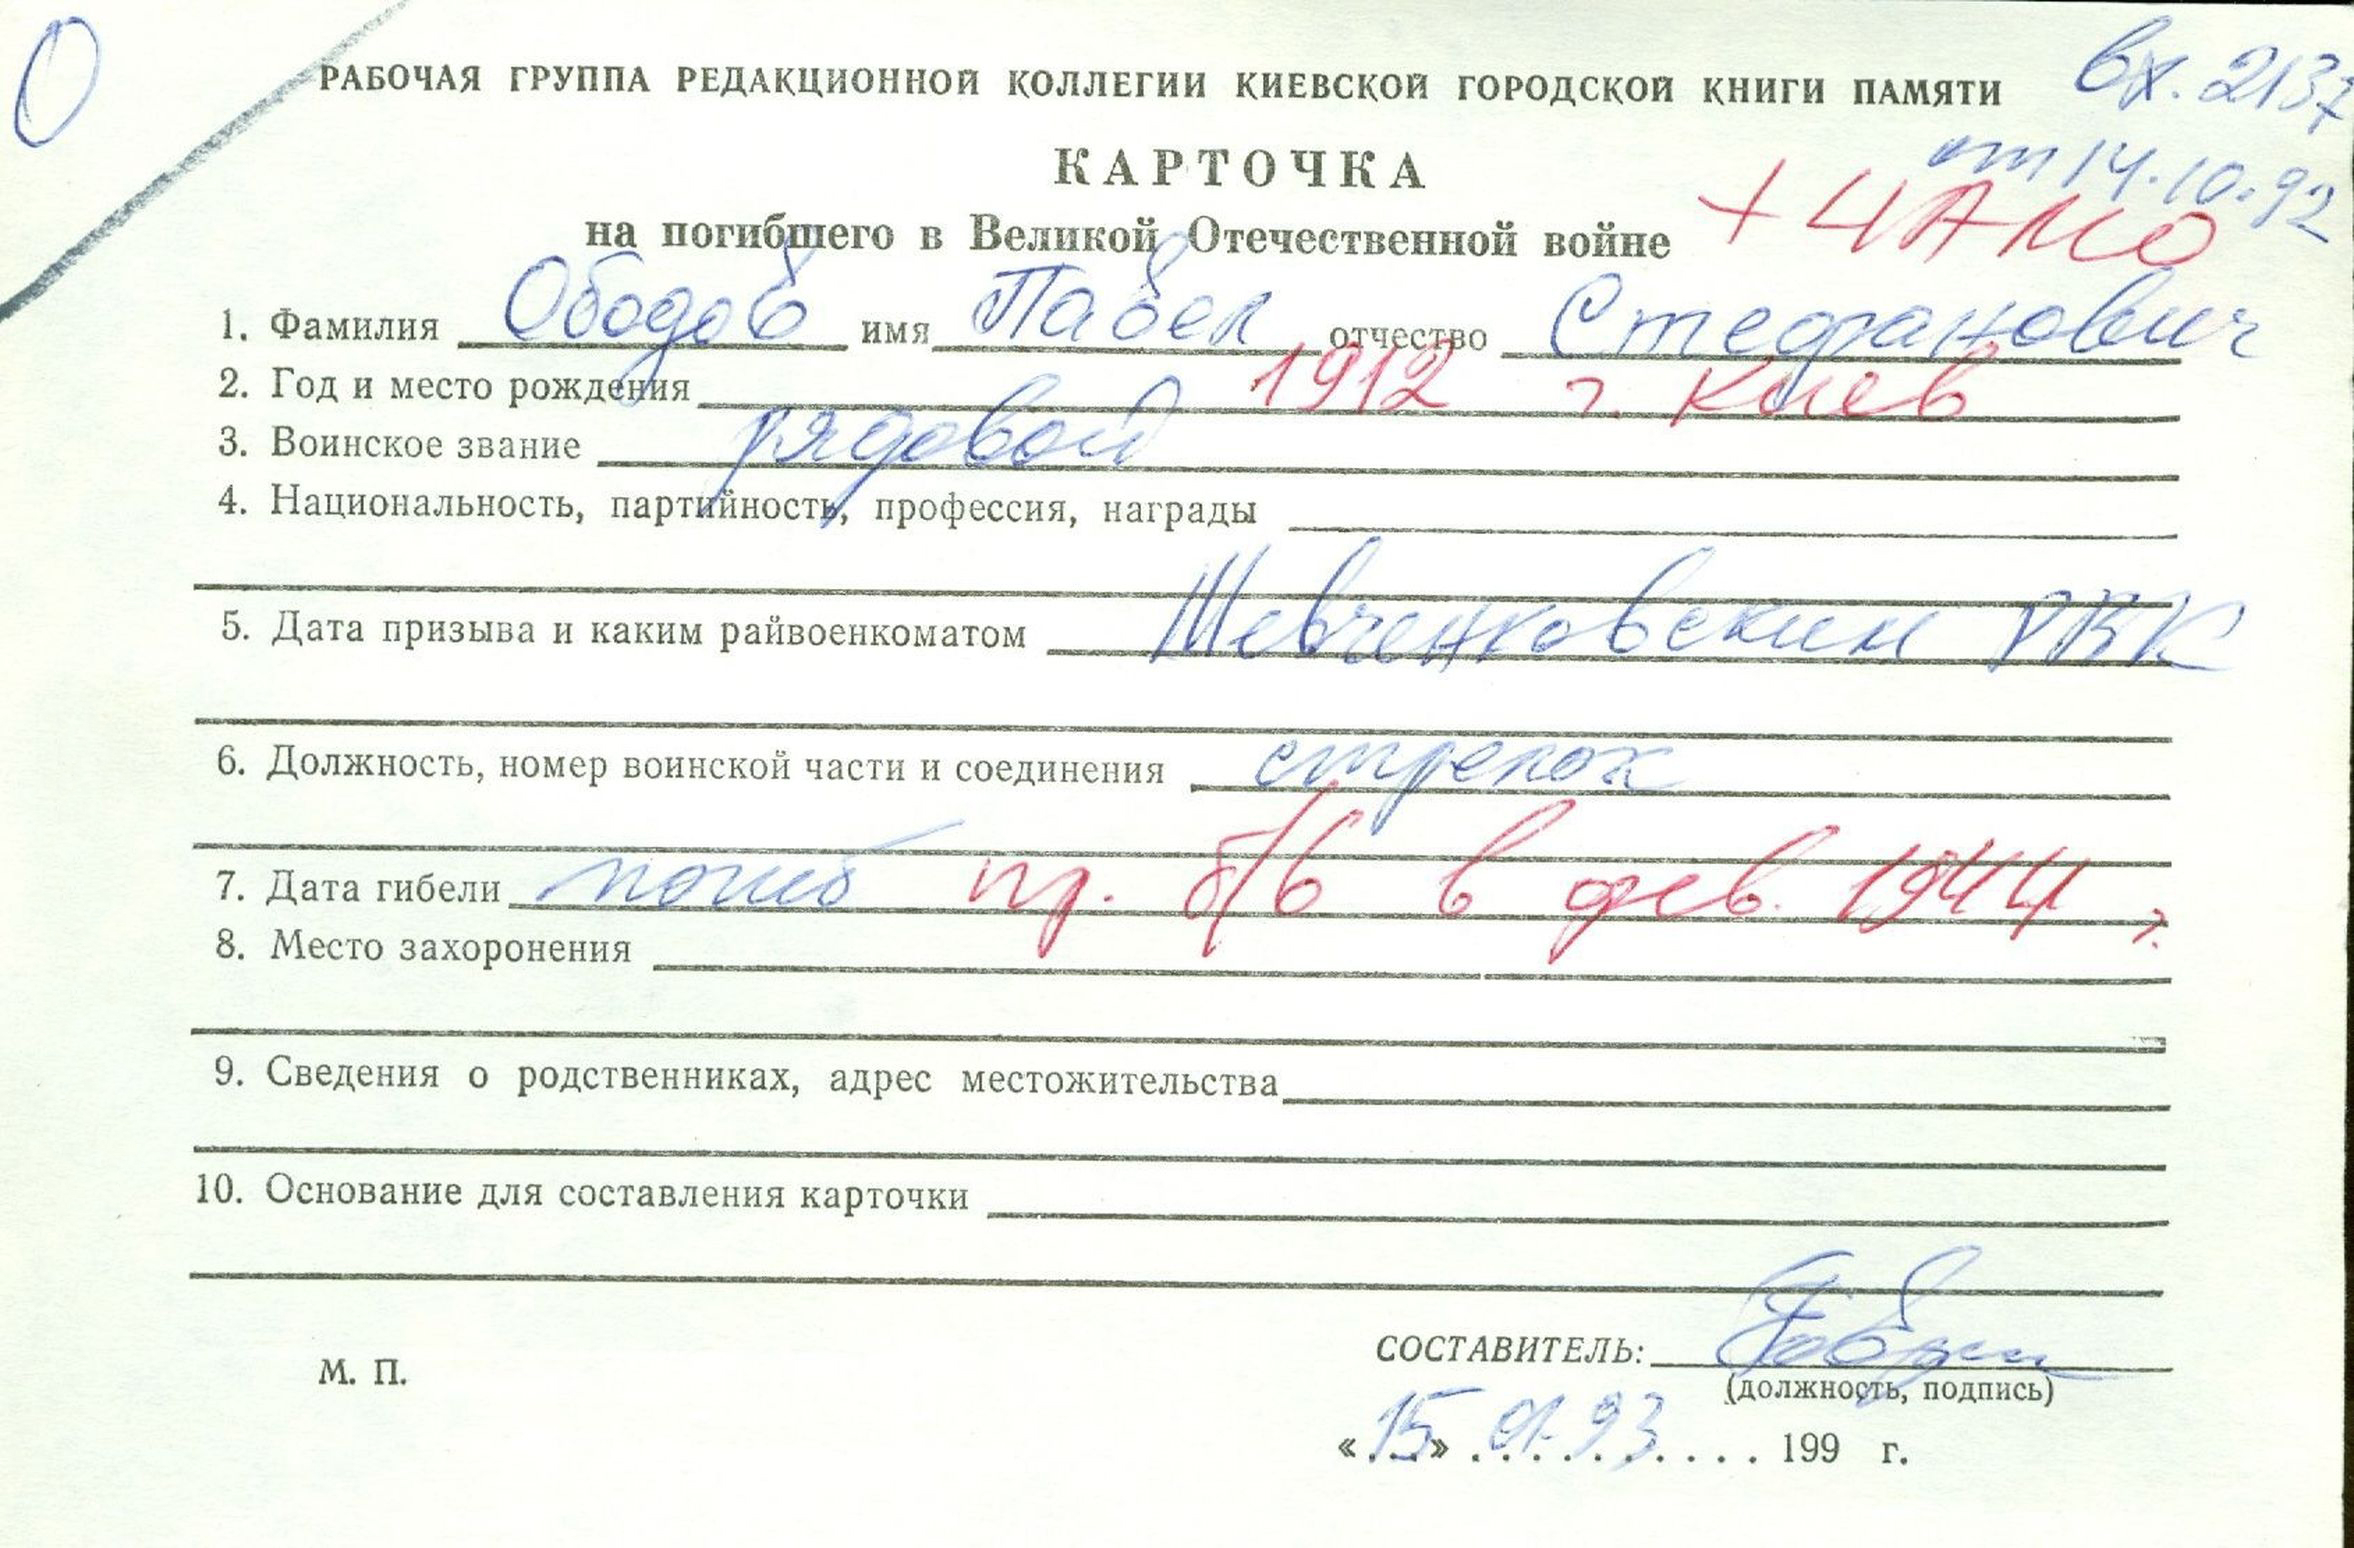 О
РАБОЧАЯ ГРУППА РЕДАКЦИОННОЙ КОЛЛЕГИИ КИЕВСКОЙ ГОРОДСКОЙ КНИГИ ПАМЯТИ
вх. 2137
от 14.10.92
КАРТОЧКА
на погибшего в Великой Отечественной войне + ЦАМО
1. Фамилия Ободов имя Павел отчество Стефанович
2. Год и место рождения 1912 г. Киев
3. Воинское звание рядовой
4. Национальность, партийность, профессия, награды
5. Дата призыва и каким райвоенкоматом Шевченковским РВК
6. Должность, номер воинской части и соединения стрелок
7. Дата гибели погиб пр. б/в в фев. 1944 г.
8. Место захоронения
9. Сведения о родственниках, адрес местожительства
10. Основание для составления карточки
СОСТАВИТЕЛЬ:
М. П.
(должность, подпись)
«15» 01.93 199 г.